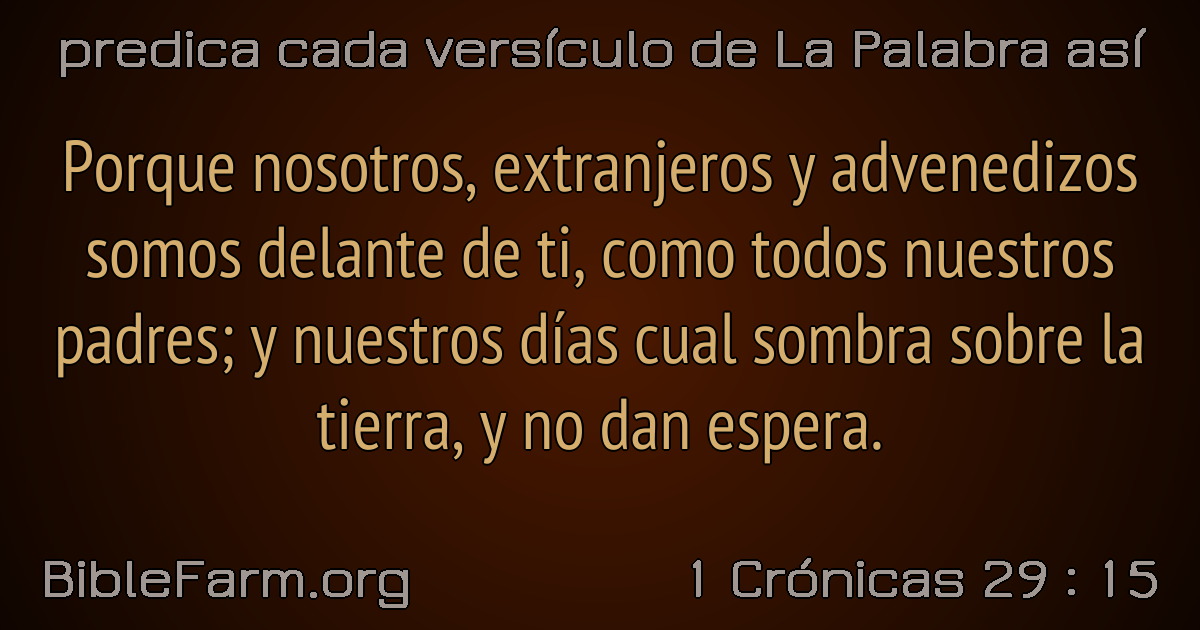 predica cada versículo de La Palabra así
Porque nosotros, extranjeros y advenedizos
somos delante de ti, como todos nuestros
padres; y nuestros días cual sombra sobre la
tierra, y no dan espera.
BibleFarm.org
1 Crónicas 29 : 15